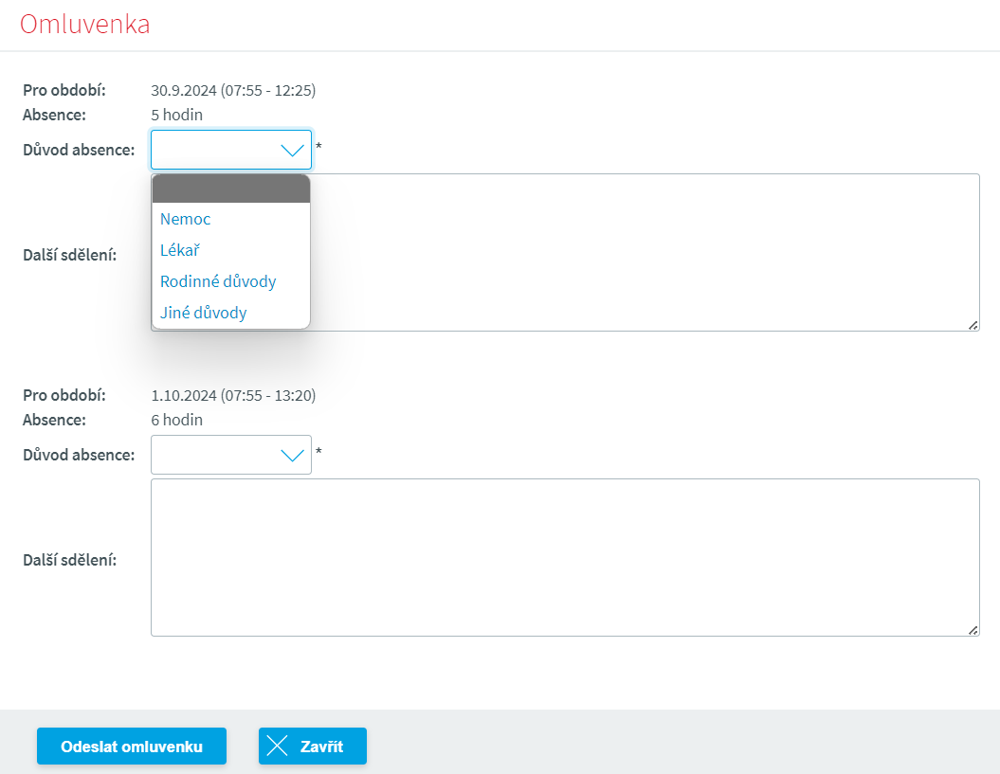 Omluvenka
Pro období: 30.9.2024 (07:55 - 12:25)
Absence: 5 hodin
Důvod absence: *
Nemoc
Lékař
Další sdělení:
Rodinné důvody
Jiné důvody
Pro období: 1.10.2024 (07:55 - 13:20)
Absence: 6 hodin
Důvod absence: *
Další sdělení:
Odeslat omluvenku Zavřít